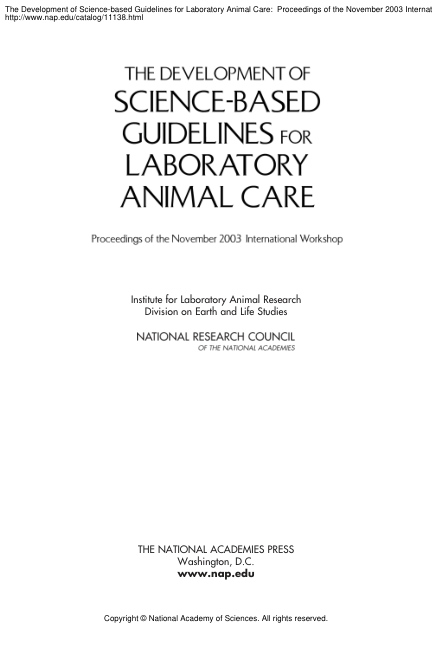 The Development of Science-based Guidelines for Laboratory Animal Care: Proceedings of the November 2003 Internat
http://www.nap.edu/catalog/11138.html
THE DEVELOPMENT OF
SCIENCE-BASED
GUIDELINES FOR
LABORATORY
ANIMAL CARE
Proceedings of the November 2003 International Workshop
Institute for Laboratory Animal Research
Division on Earth and Life Studies
NATIONAL RESEARCH COUNCIL
OF THE NATIONAL ACADEMIES
THE NATIONAL ACADEMIES PRESS
Washington, D.C.
www.nap.edu
Copyright © National Academy of Sciences. All rights reserved.